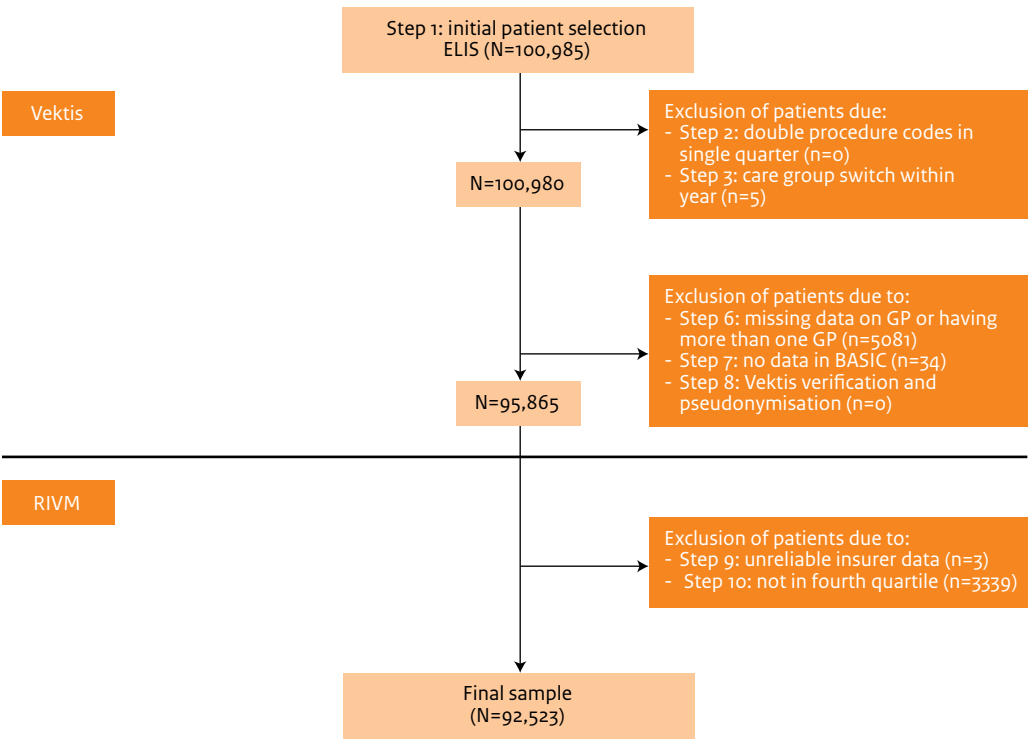 Step 1: initial patient selection
ELIS (N=100,985)
Vektis
Exclusion of patients due:
- Step 2: double procedure codes in
single quarter (n=0)
- Step 3: care group switch within
year (n=5)
N=100,980
Exclusion of patients due to:
- Step 6: missing data on GP or having
more than one GP (n=5081)
- Step 7: no data in BASIC (n=34)
- Step 8: Vektis verification and
pseudonymisation (n=0)
N=95,865
RIVM
Exclusion of patients due to:
- Step 9: unreliable insurer data (n=3)
- Step 10: not in fourth quartile (n=3339)
Final sample
(N=92,523)